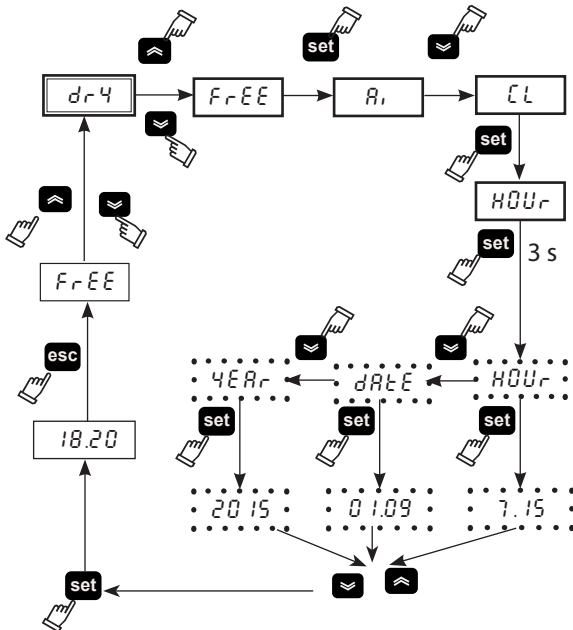 set
dr4 FrEE Ai CL
set
HOUr
set 3 s
FrEE
esc
YEAr dAtE HOUr
set set set
18.20
2015 01.09 7.15
set